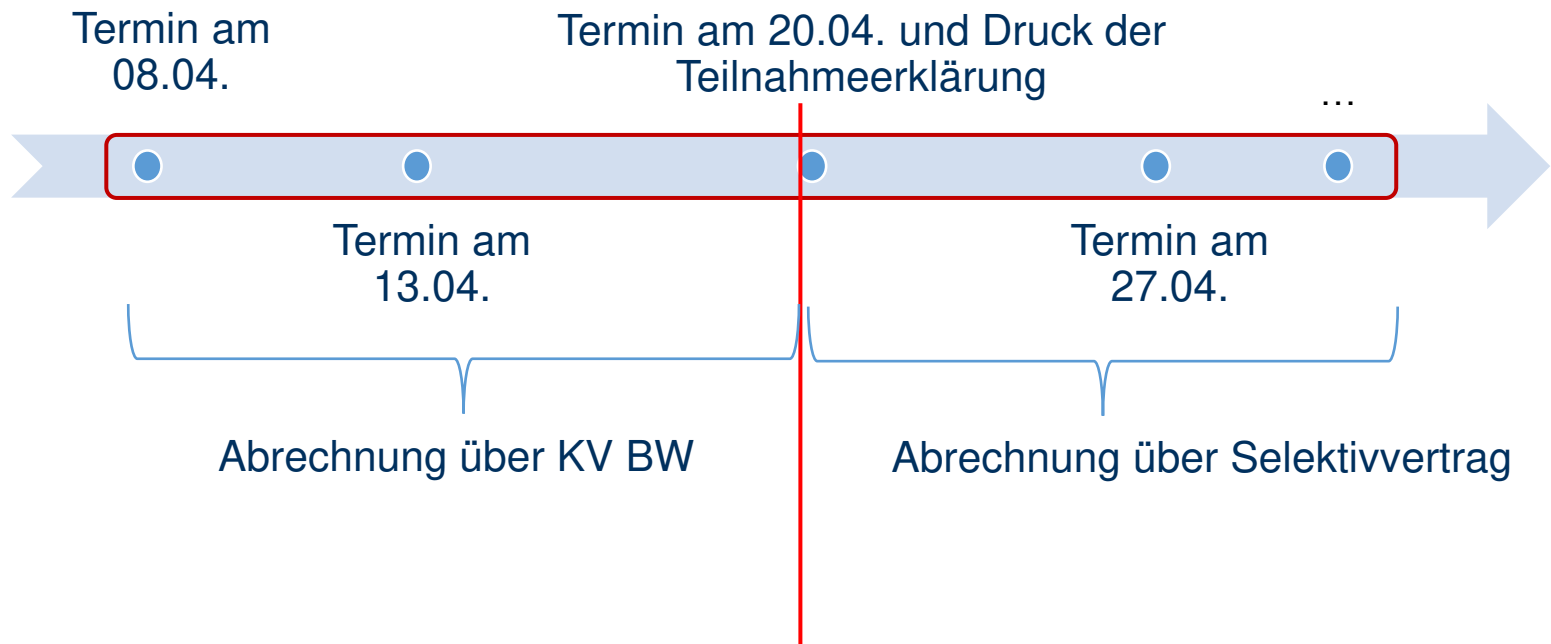 Termin am
08.04.
Termin am 20.04. und Druck der
Teilnahmeerklärung
...
Termin am
13.04.
Termin am
27.04.
Abrechnung über KV BW
Abrechnung über Selektivvertrag